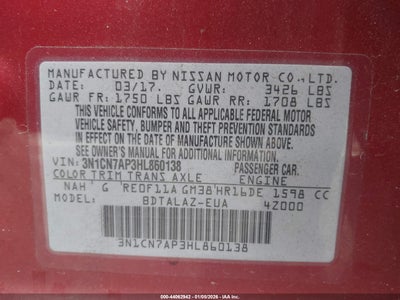 MANUFACTURED BY NISSAN MOTOR CO., LTD.
DATE: 03/17. GVWR: 3426 LBS
GAWR FR: 1750 LBS GAWR RR: 1708 LBS
THIS VEHICLE CONFORMS TO ALL APPLICABLE
FEDERAL MOTOR VEHICLE
SAFETY, BUMPER AND THEFT PREVENTION STANDARDS
IN EFFECT ON THE DATE OF MANUFACTURE SHOWN ABOVE.
SEE OWNER'S MANUAL FOR ADDITIONAL INFORMATION.
VIN: 3N1CN7AP3HL860138 PASSENGER CAR.
COLOR TRIM TRANS AXLE ENGINE
NAH G RE0F11A GM38 HR16DE 1598 CC
MODEL: BDTALAZ-EUA 4Z000
3N1CN7AP3HL860138
000-44062942 - 01/09/2026 - IAAI.COM